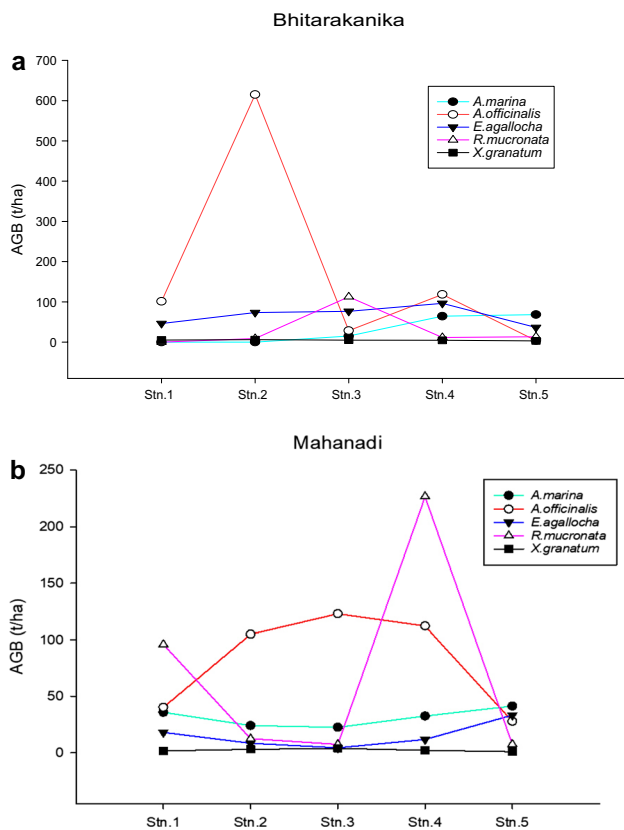 Bhitarakanika
a
700
600
500
400
300
200
100
0
AGB (t/ha)
A.marina
A.officinalis
E.agallocha
R.mucronata
X.granatum
Stn.1 Stn.2 Stn.3 Stn.4 Stn.5
Mahanadi
b
250
200
150
100
50
0
AGB (t/ha)
A.marina
A.officinalis
E.agallocha
R.mucronata
X.granatum
Stn.1 Stn.2 Stn.3 Stn.4 Stn.5